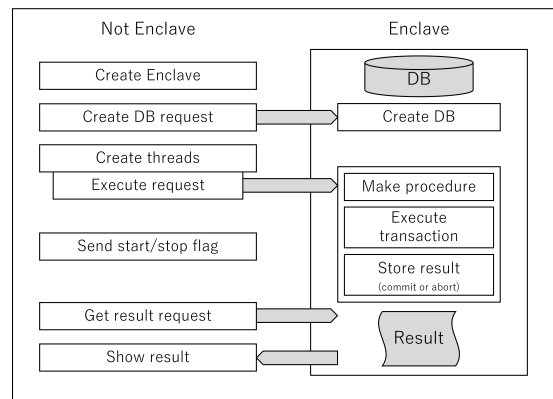 Not Enclave
Enclave
Create Enclave
DB
Create DB request
Create DB
Create threads
Execute request
Make procedure
Execute
transaction
Send start/stop flag
Store result
(commit or abort)
Get result request
Result
Show result